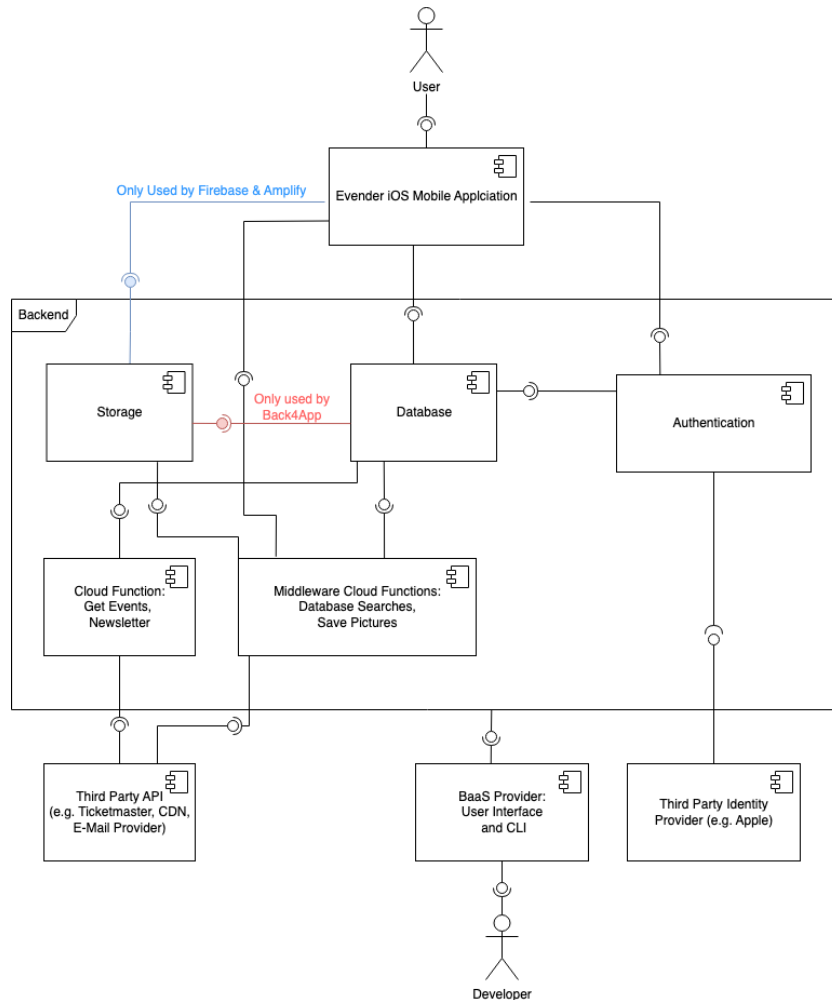 User
Only Used by Firebase & Amplify
Evender iOS Mobile Applciation
Backend
Storage
Only used by
Back4App
Database
Authentication
Cloud Function:
Get Events,
Newsletter
Middleware Cloud Functions:
Database Searches,
Save Pictures
Third Party API
(e.g. Ticketmaster, CDN,
E-Mail Provider)
BaaS Provider:
User Interface
and CLI
Third Party Identity
Provider (e.g. Apple)
Developer